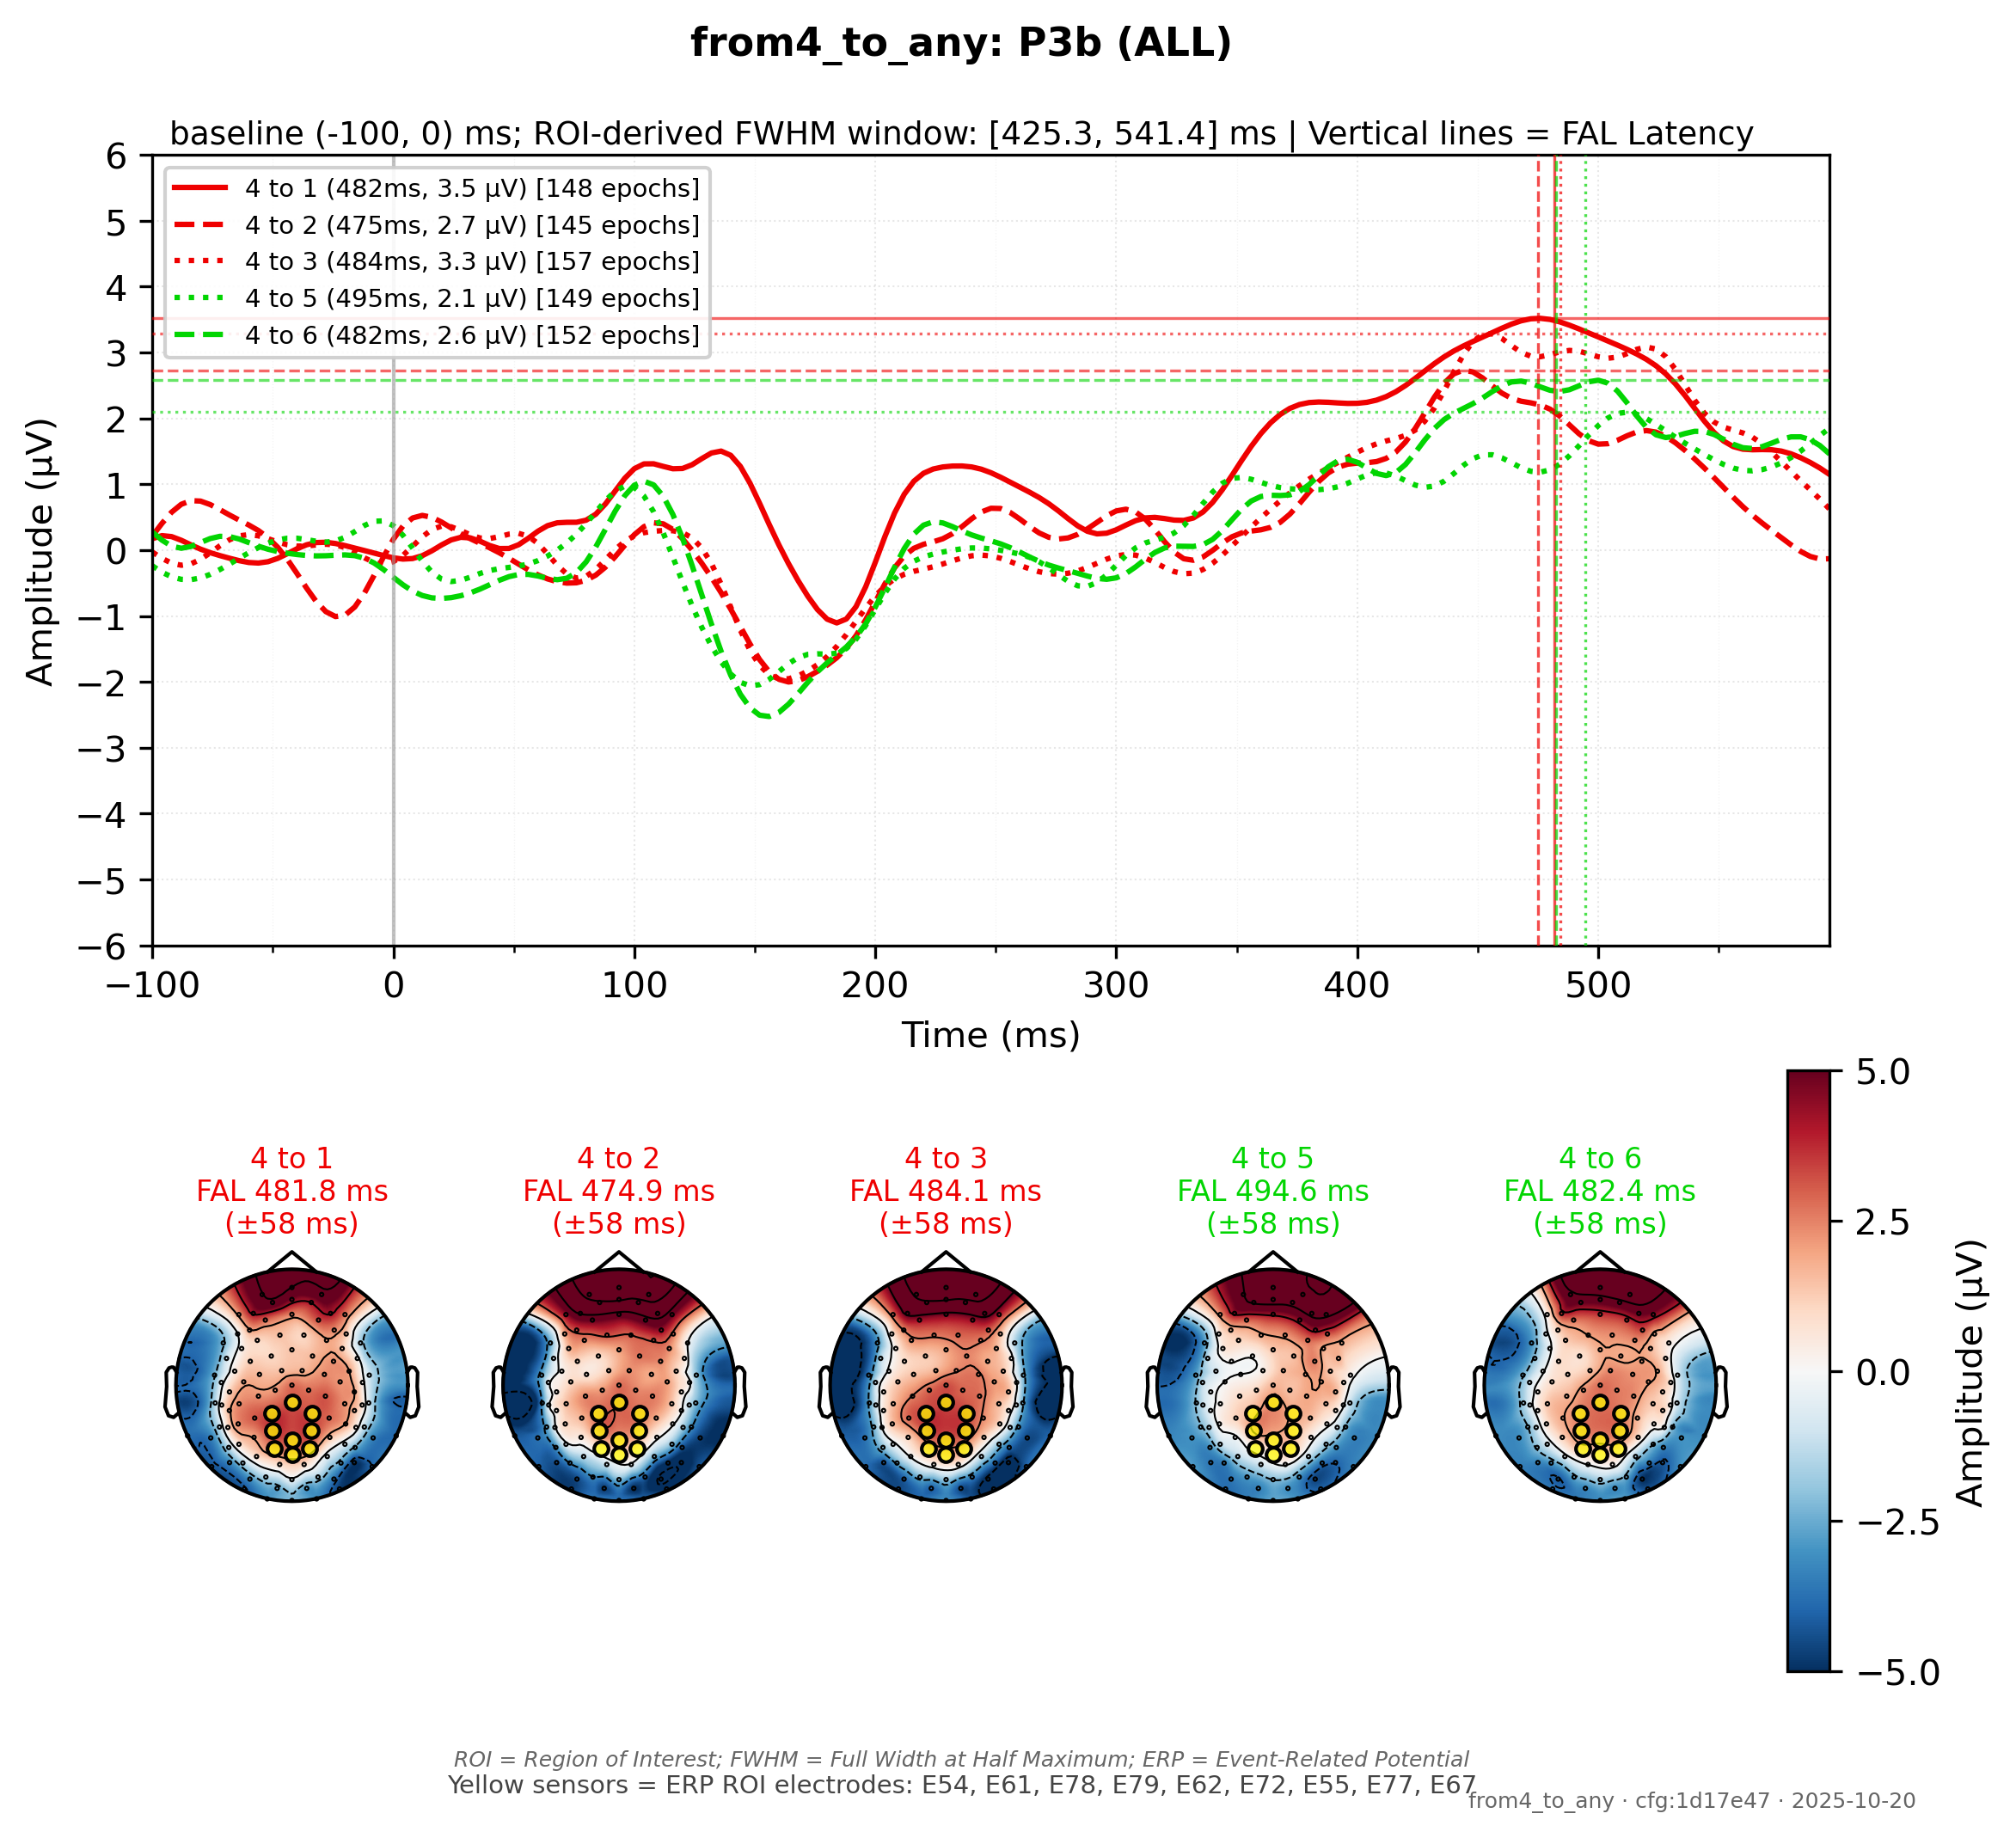 from4_to_any: P3b (ALL)
baseline (-100, 0) ms; ROI-derived FWHM window: [425.3, 541.4] ms | Vertical lines = FAL Latency
4 to 1 (482ms, 3.5 µV) [148 epochs]
4 to 2 (475ms, 2.7 µV) [145 epochs]
4 to 3 (484ms, 3.3 µV) [157 epochs]
4 to 5 (495ms, 2.1 µV) [149 epochs]
4 to 6 (482ms, 2.6 µV) [152 epochs]
Amplitude (µV)
6
5
4
3
2
1
0
−1
−2
−3
−4
−5
−6
−100 0 100 200 300 400 500
Time (ms)
4 to 1
FAL 481.8 ms
(±58 ms)
4 to 2
FAL 474.9 ms
(±58 ms)
4 to 3
FAL 484.1 ms
(±58 ms)
4 to 5
FAL 494.6 ms
(±58 ms)
4 to 6
FAL 482.4 ms
(±58 ms)
5.0
2.5
0.0
−2.5
−5.0
Amplitude (µV)
ROI = Region of Interest; FWHM = Full Width at Half Maximum; ERP = Event-Related Potential
Yellow sensors = ERP ROI electrodes: E54, E61, E78, E79, E62, E72, E55, E77, E67
from4_to_any · cfg:1d17e47 · 2025-10-20